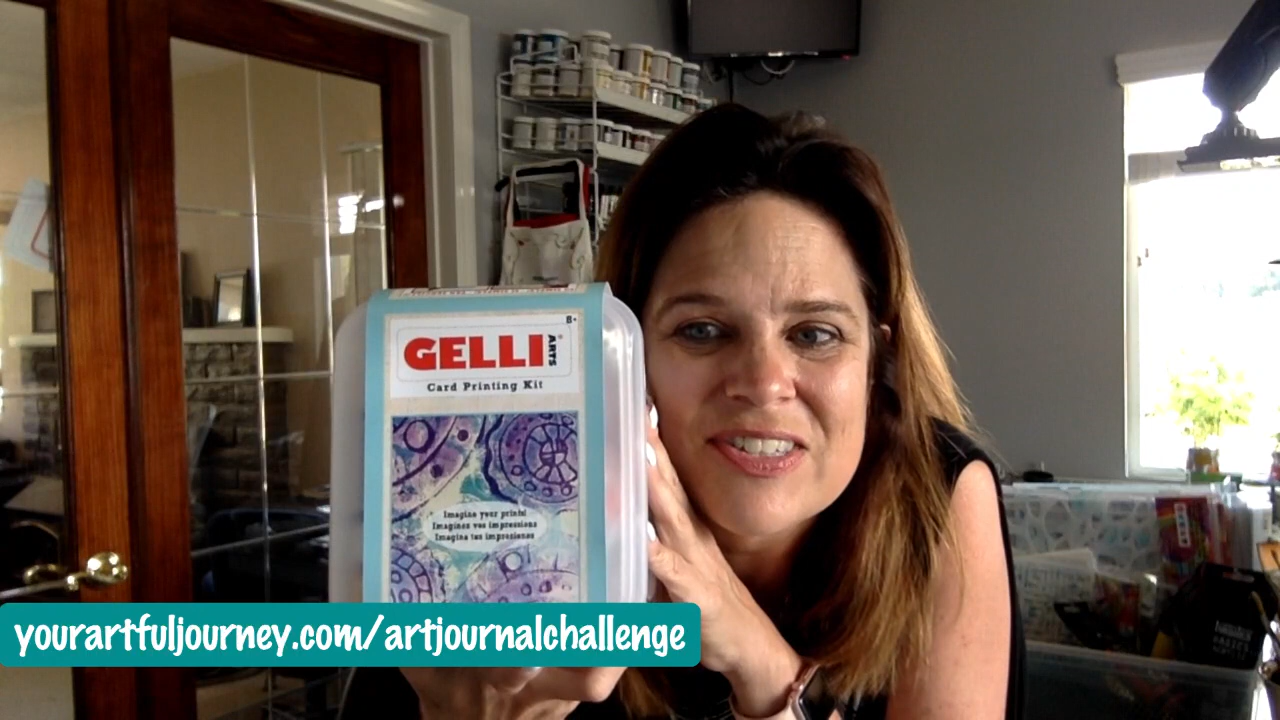 8+
GELLI
ARTS
®
Card Printing Kit
Imagine your prints!
Imaginez vos impressions
Imagina tus impresiones
yourartfuljourney.com/artjournalchallenge